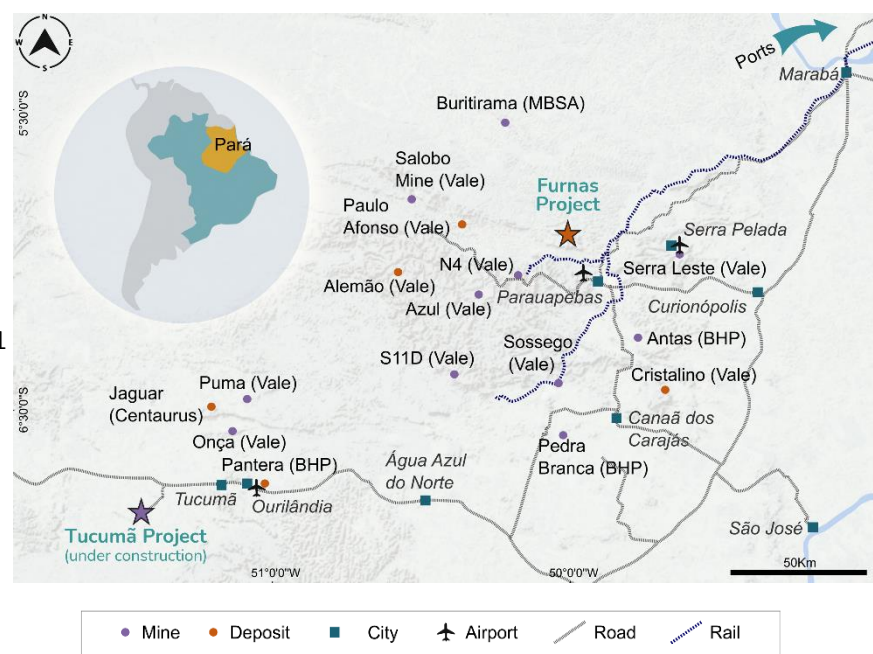 N
W E
S
Ports
Marabá
5°30'0"S
Buritirama (MBSA)
Pará
Salobo
Mine (Vale)
Furnas
Project
Paulo
Afonso (Vale)
Serra Pelada
N4 (Vale)
Serra Leste (Vale)
Alemão (Vale)
Parauapebas
Azul (Vale)
Curionópolis
1
Sossego
(Vale)
Antas (BHP)
S11D (Vale)
Cristalino (Vale)
Puma (Vale)
Jaguar
(Centaurus)
6°30'0"S
Onça (Vale)
Canaã dos
Carajás
Pedra
Branca (BHP)
Pantera (BHP)
Água Azul
do Norte
Tucumã
Ourilândia
Tucumã Project
(under construction)
São José
51°0'0"W
50°0'0"W
50Km
Mine
Deposit
City
Airport
Road
Rail